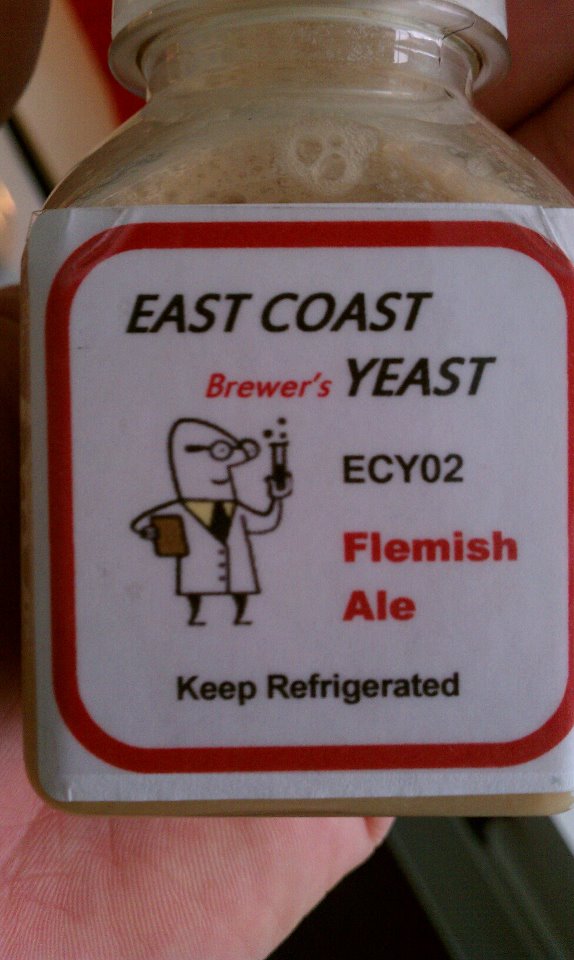 EAST COAST
Brewer's YEAST
ECY02
Flemish
Ale
Keep Refrigerated